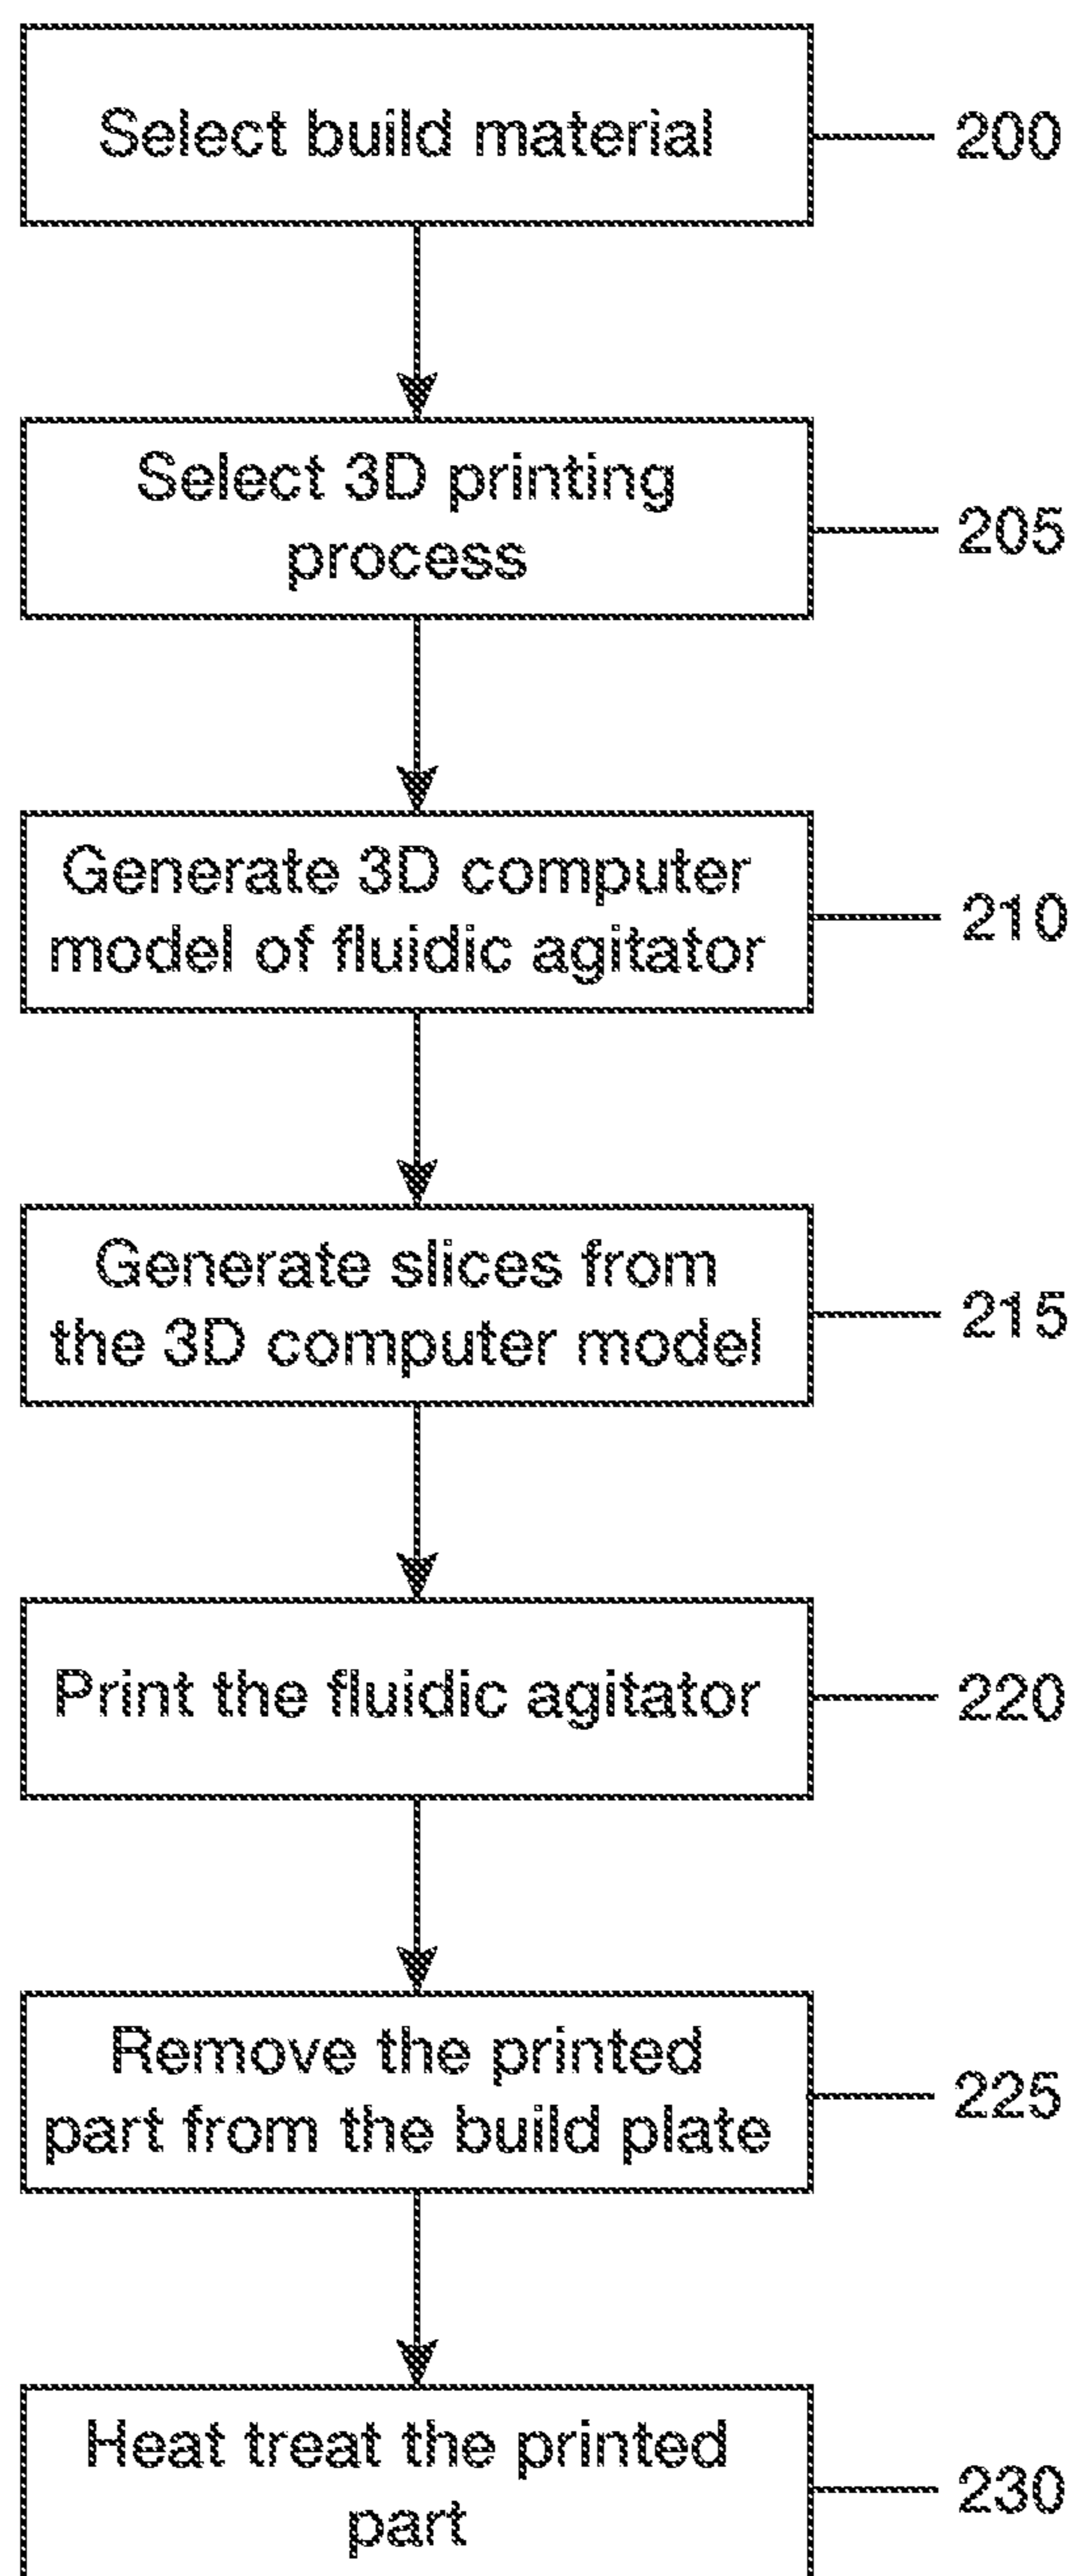 Select build material
200
Select 3D printing
process
205
Generate 3D computer
model of fluidic agitator
210
Generate slices from
the 3D computer model
215
Print the fluidic agitator
220
Remove the printed
part from the build plate
225
Heat treat the printed
part
230